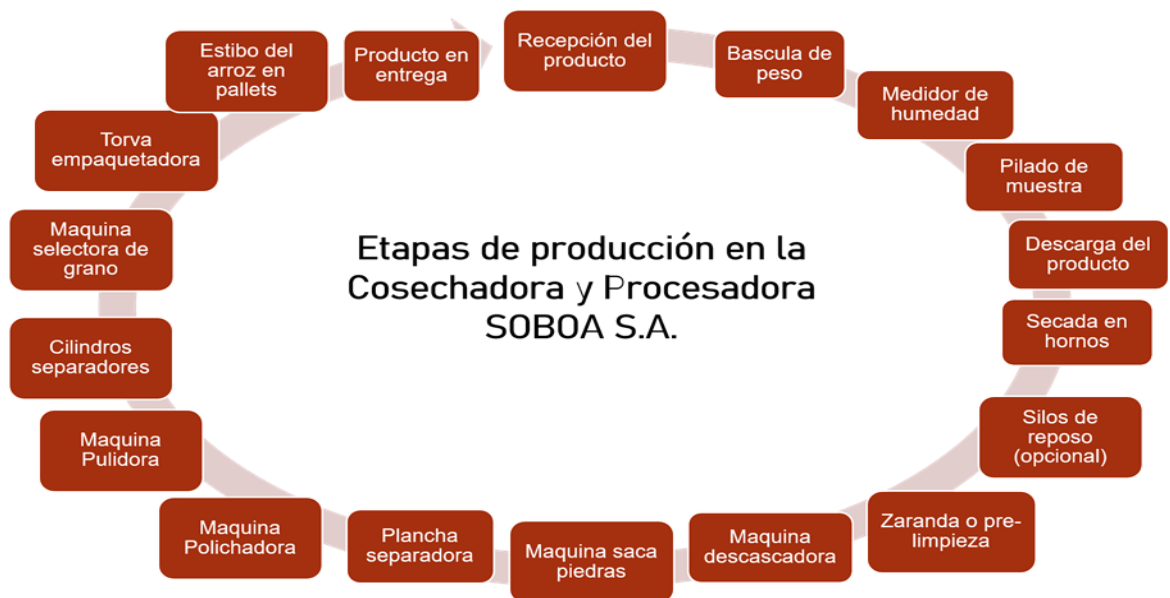 Etapas de producción en la
Cosechadora y Procesadora
SOBOA S.A.
Recepción del
producto
Bascula de
peso
Medidor de
humedad
Pilado de
muestra
Descarga del
producto
Secada en
hornos
Silos de
reposo
(opcional)
Zaranda o pre-
limpieza
Maquina
descascadora
Maquina saca
piedras
Plancha
separadora
Maquina
Polichadora
Maquina
Pulidora
Cilindros
separadores
Maquina
selectora de
grano
Torva
empaquetadora
Estibo del
arroz en
pallets
Producto en
entrega